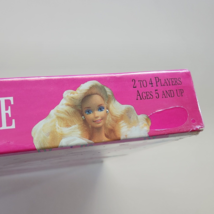 E
2 TO 4 PLAYERS
AGES 5 AND UP